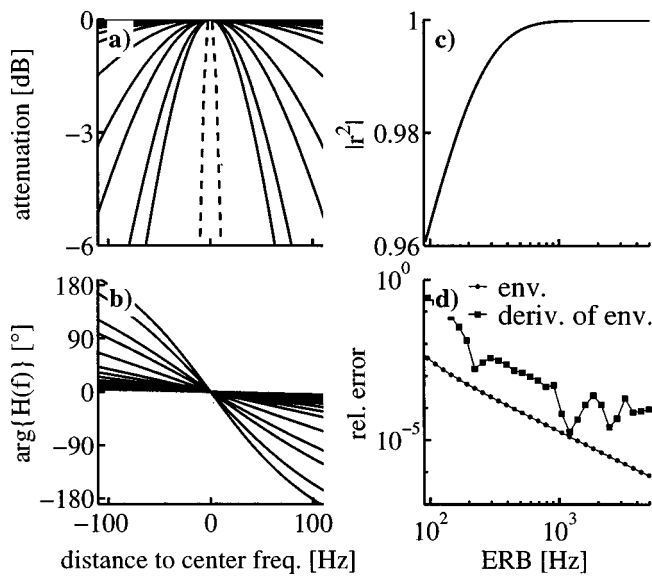 a)
0
−3
−6
attenuation [dB]
c)
1
0.98
0.96
|r²|
b)
180
90
0
−90
−180
arg{H(f)} [°]
−100
0
100
distance to center freq. [Hz]
d)
env.
deriv. of env.
10⁰
10⁻⁵
rel. error
10²
10³
ERB [Hz]